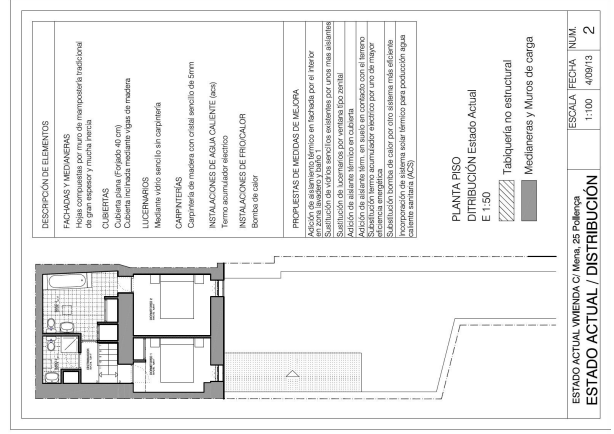 DESCRIPCIÓN DE ELEMENTOS
FACHADAS Y MEDIANERAS
Hojas compuestas por muro de mampostería tradicional
de gran espesor y mucha inercia
CUBIERTAS
Cubierta plana (Forjado 40 cm)
Cubierta inclinada mediante vigas de madera
LUCERNARIOS
Mediante vidrio sencillo sin carpintería
CARPINTERÍAS
Carpintería de madera con cristal sencillo de 5mm
INSTALACIONES DE AGUA CALIENTE (acs)
Termo acumulador electrico
INSTALACIONES DE FRIO/CALOR
Bomba de calor
PROPUESTAS DE MEDIDAS DE MEJORA
Adición de aislamiento térmico en fachada por el interior
en zona lavadero y baño 1
Sustitución de vidrios sencillos existentes por unos mas aislantes
Sustitución de lucernarios por ventana tipo zenital
Adición de aislante térmico en cubierta
Adición de aislante térm. en suelo en contacto con el terreno
Substitución termo acumulador eléctrico por uno de mayor
eficiencia energética
Substitución bomba de calor por otro sistema más eficiente
Incorporación de sistema solar térmico para poducción agua
caliente sanitaria (ACS)
PLANTA PISO
DITRIBUCIÓN Estado Actual
E 1:50
Tabiquería no estructural
Medianeras y Muros de carga
ESTADO ACTUAL VIVIENDA C/ Mena, 25 Pollença
ESTADO ACTUAL / DISTRIBUCIÓN
ESCALA
1:100
FECHA
4/09/13
NUM.
2